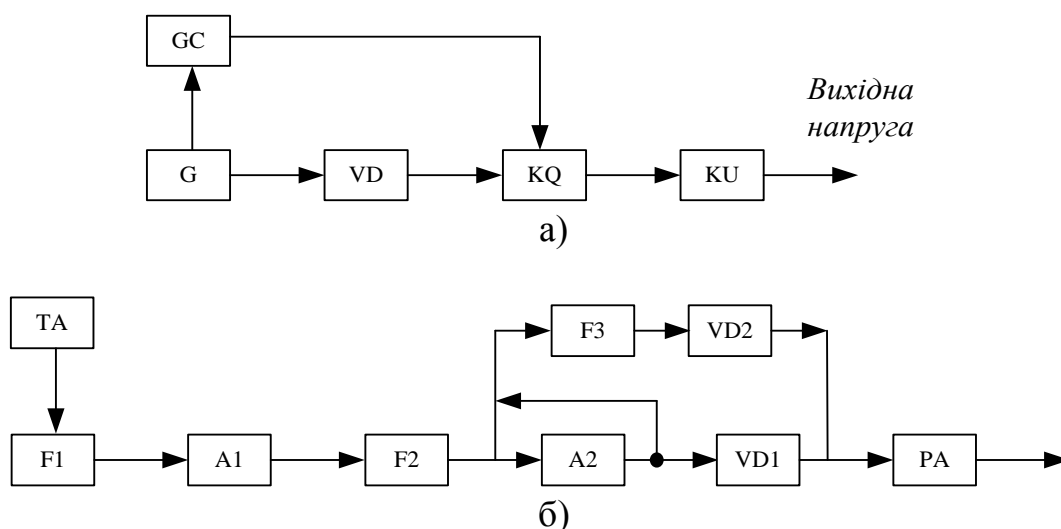 GC
Вихідна
напруга
G
VD
KQ
KU
а)
TA
F3
VD2
F1
A1
F2
A2
VD1
PA
б)